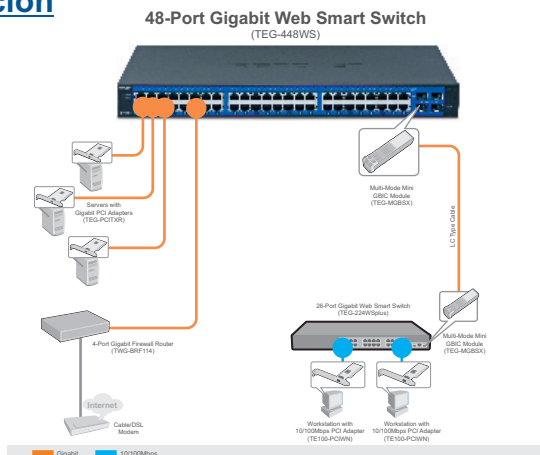 ción
48-Port Gigabit Web Smart Switch
(TEG-448WS)
Servers with
Gigabit PCI Adapters
(TEG-PCITXR)
Multi-Mode Mini
GBIC Module
(TEG-MGBSX)
LC Type Cable
26-Port Gigabit Web Smart Switch
(TEG-224WSplus)
4-Port Gigabit Firewall Router
(TWG-BRF114)
Multi-Mode Mini
GBIC Module
(TEG-MGBSX)
Internet
Cable/DSL
Modem
Workstation with
10/100Mbps PCI Adapter
(TE100-PCIWN)
Workstation with
10/100Mbps PCI Adapter
(TE100-PCIWN)
Gigabit
10/100Mbps